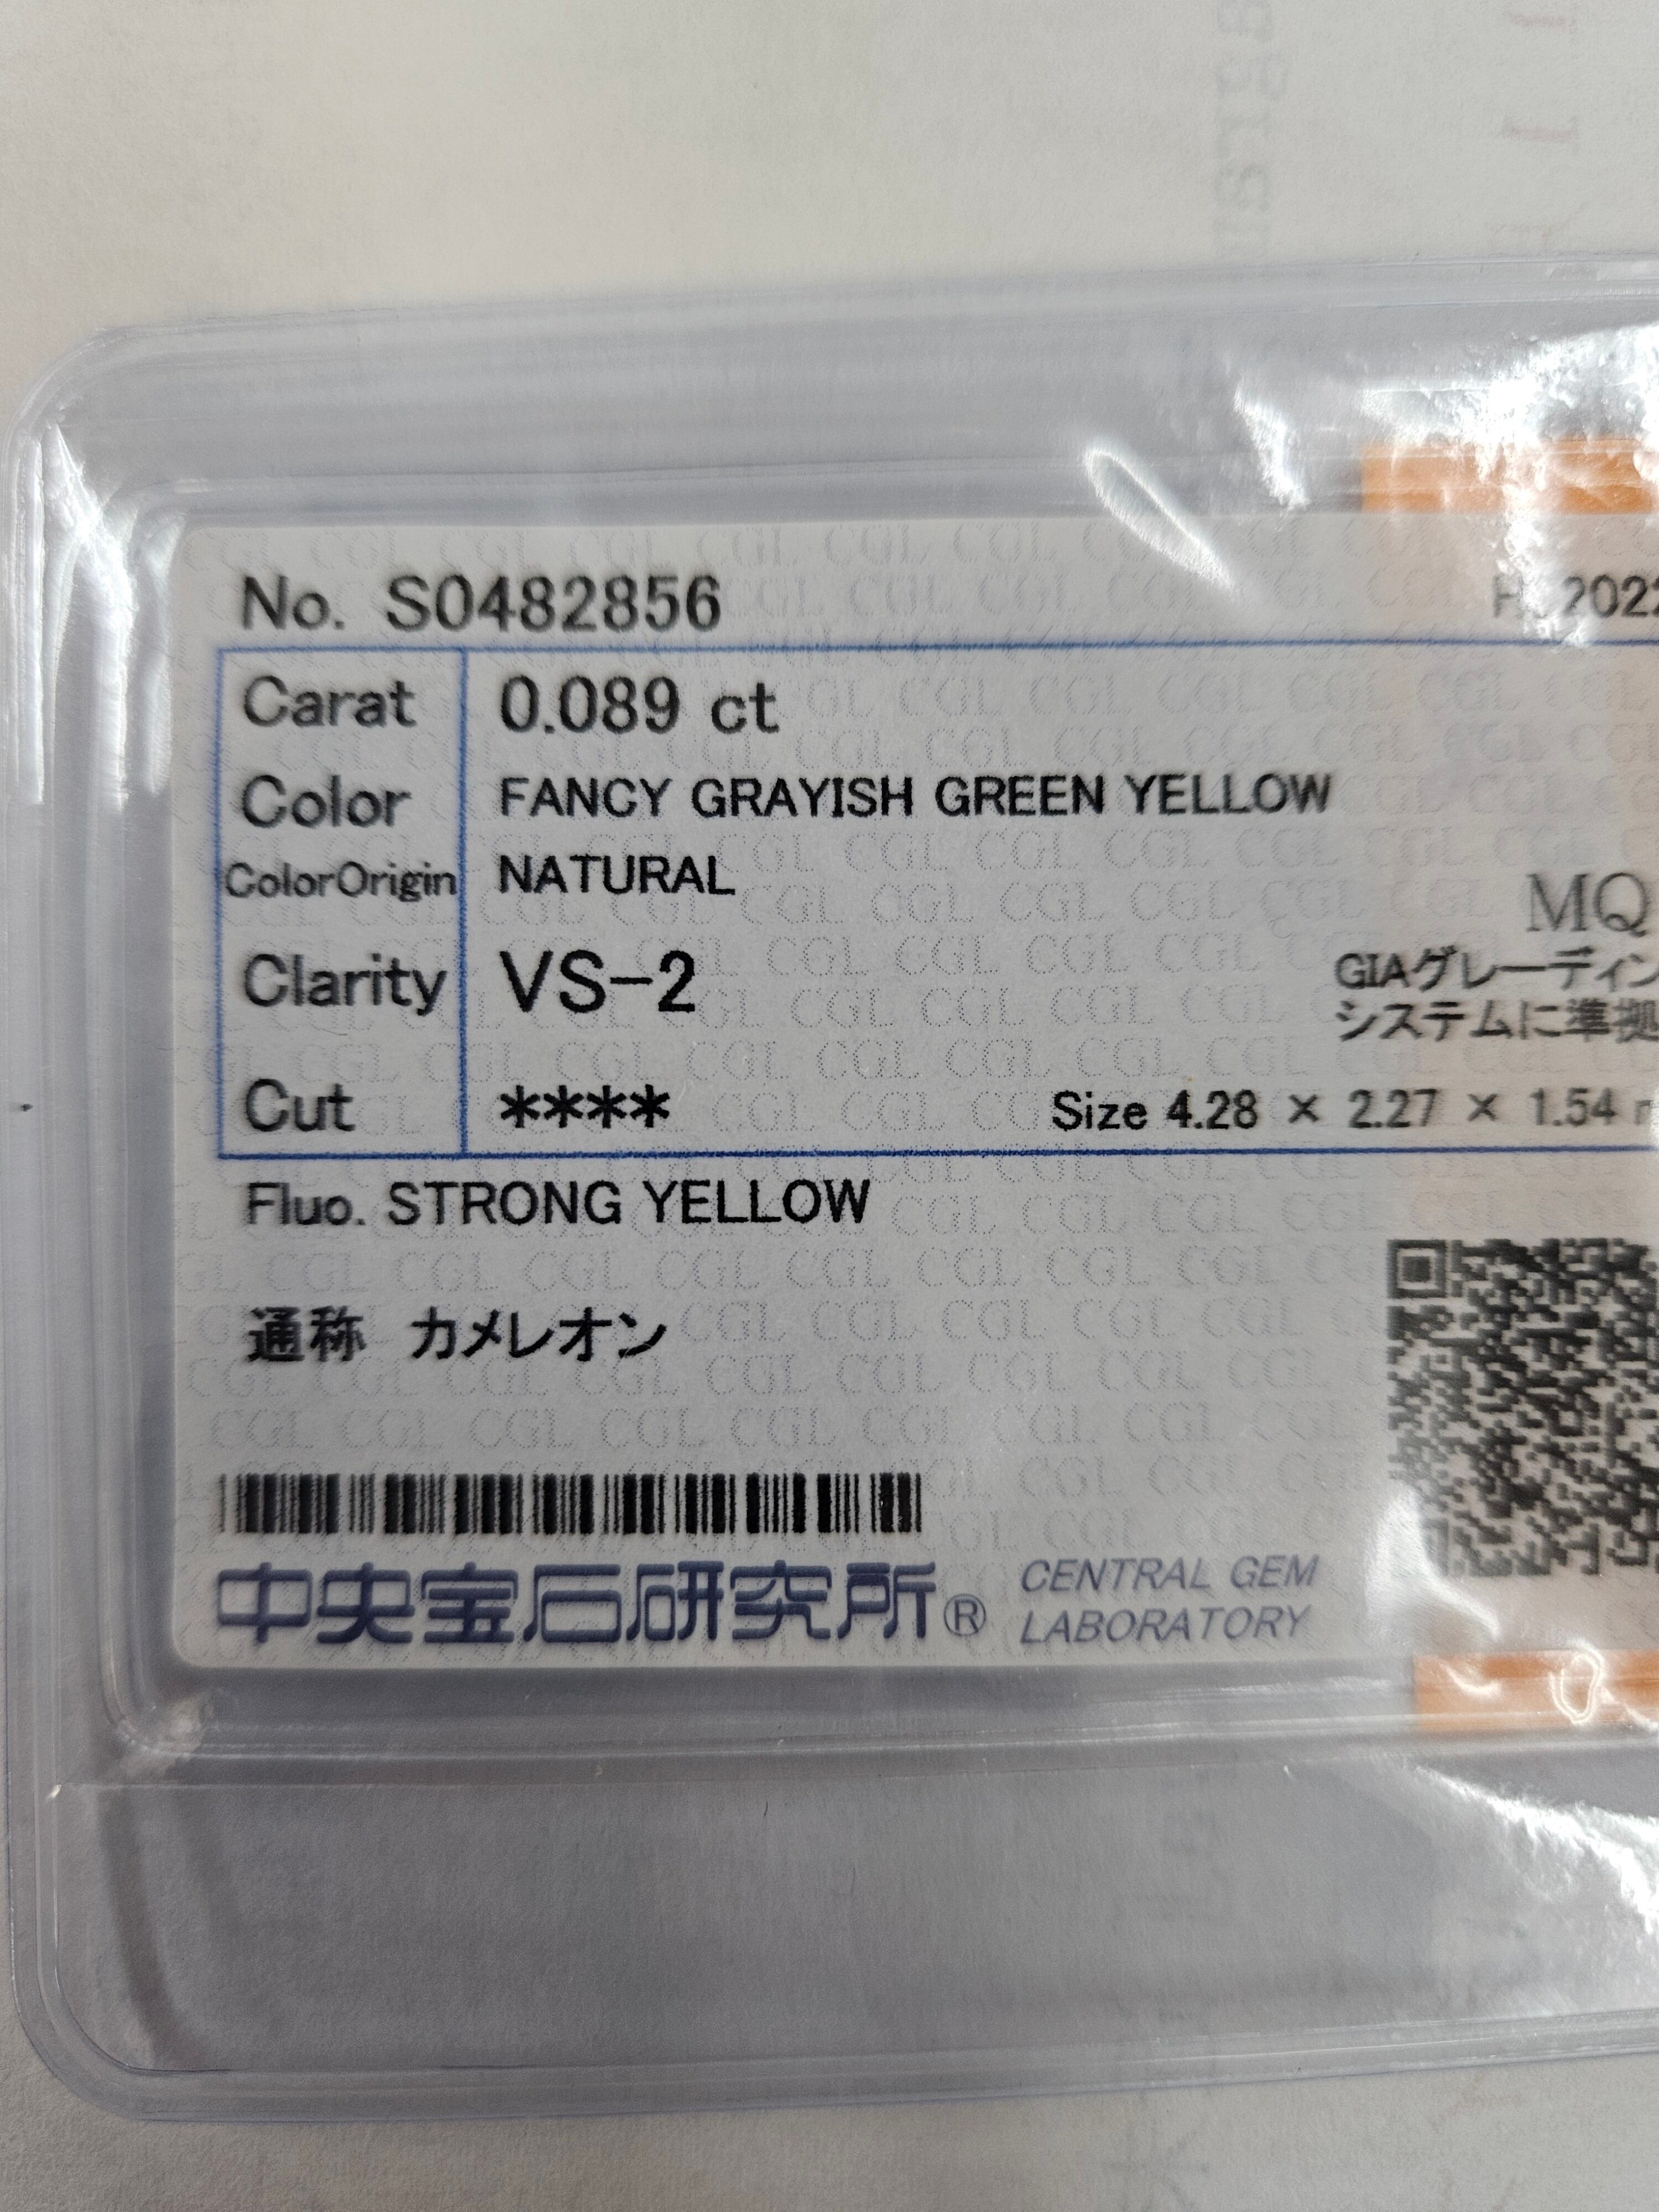 No. S0482856
Carat 0.089 ct
Color FANCY GRAYISH GREEN YELLOW
ColorOrigin NATURAL
MQ
Clarity VS-2
GIAグレーディン
システムに準拠
Cut **** Size 4.28 × 2.27 × 1.54
Fluo. STRONG YELLOW
通称 カメレオン
中央宝石研究所® CENTRAL GEM
LABORATORY